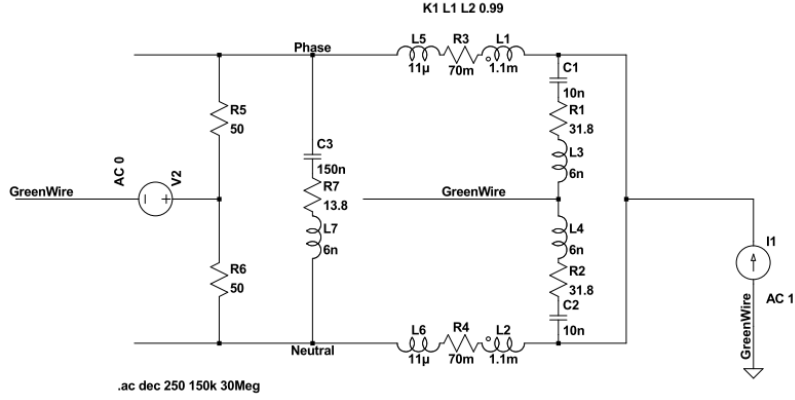 K1 L1 L2 0.99
Phase
L5
11µ
R3
70m
L1
1.1m
C1
10n
R1
31.8
L3
6n
R5
50
C3
150n
R7
13.8
L7
6n
AC 0
V2
GreenWire
GreenWire
L4
6n
R2
31.8
C2
10n
R6
50
I1
AC 1
GreenWire
Neutral
L6
11µ
R4
70m
L2
1.1m
.ac dec 250 150k 30Meg